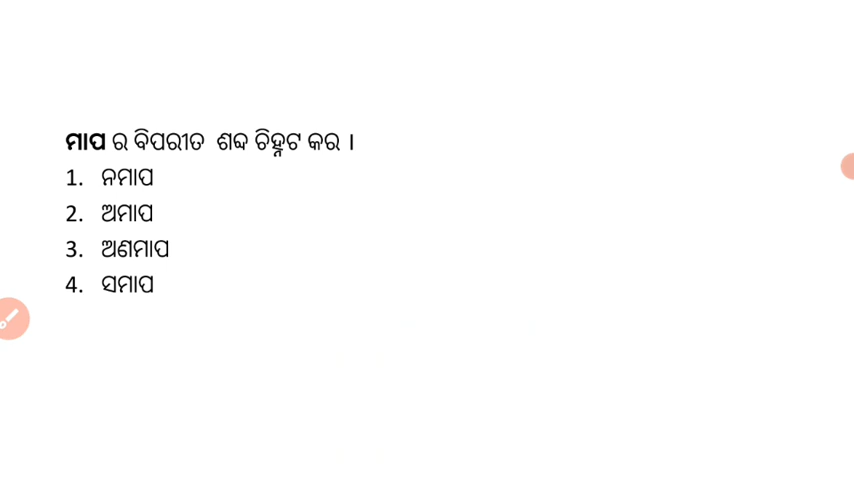 ମାପ ର ବିପରୀତ ଶବ୍ଦ ଚିହ୍ନଟ କର ।
1. ନମାପ
2. ଅମାପ
3. ଅଣମାପ
4. ସମାପ